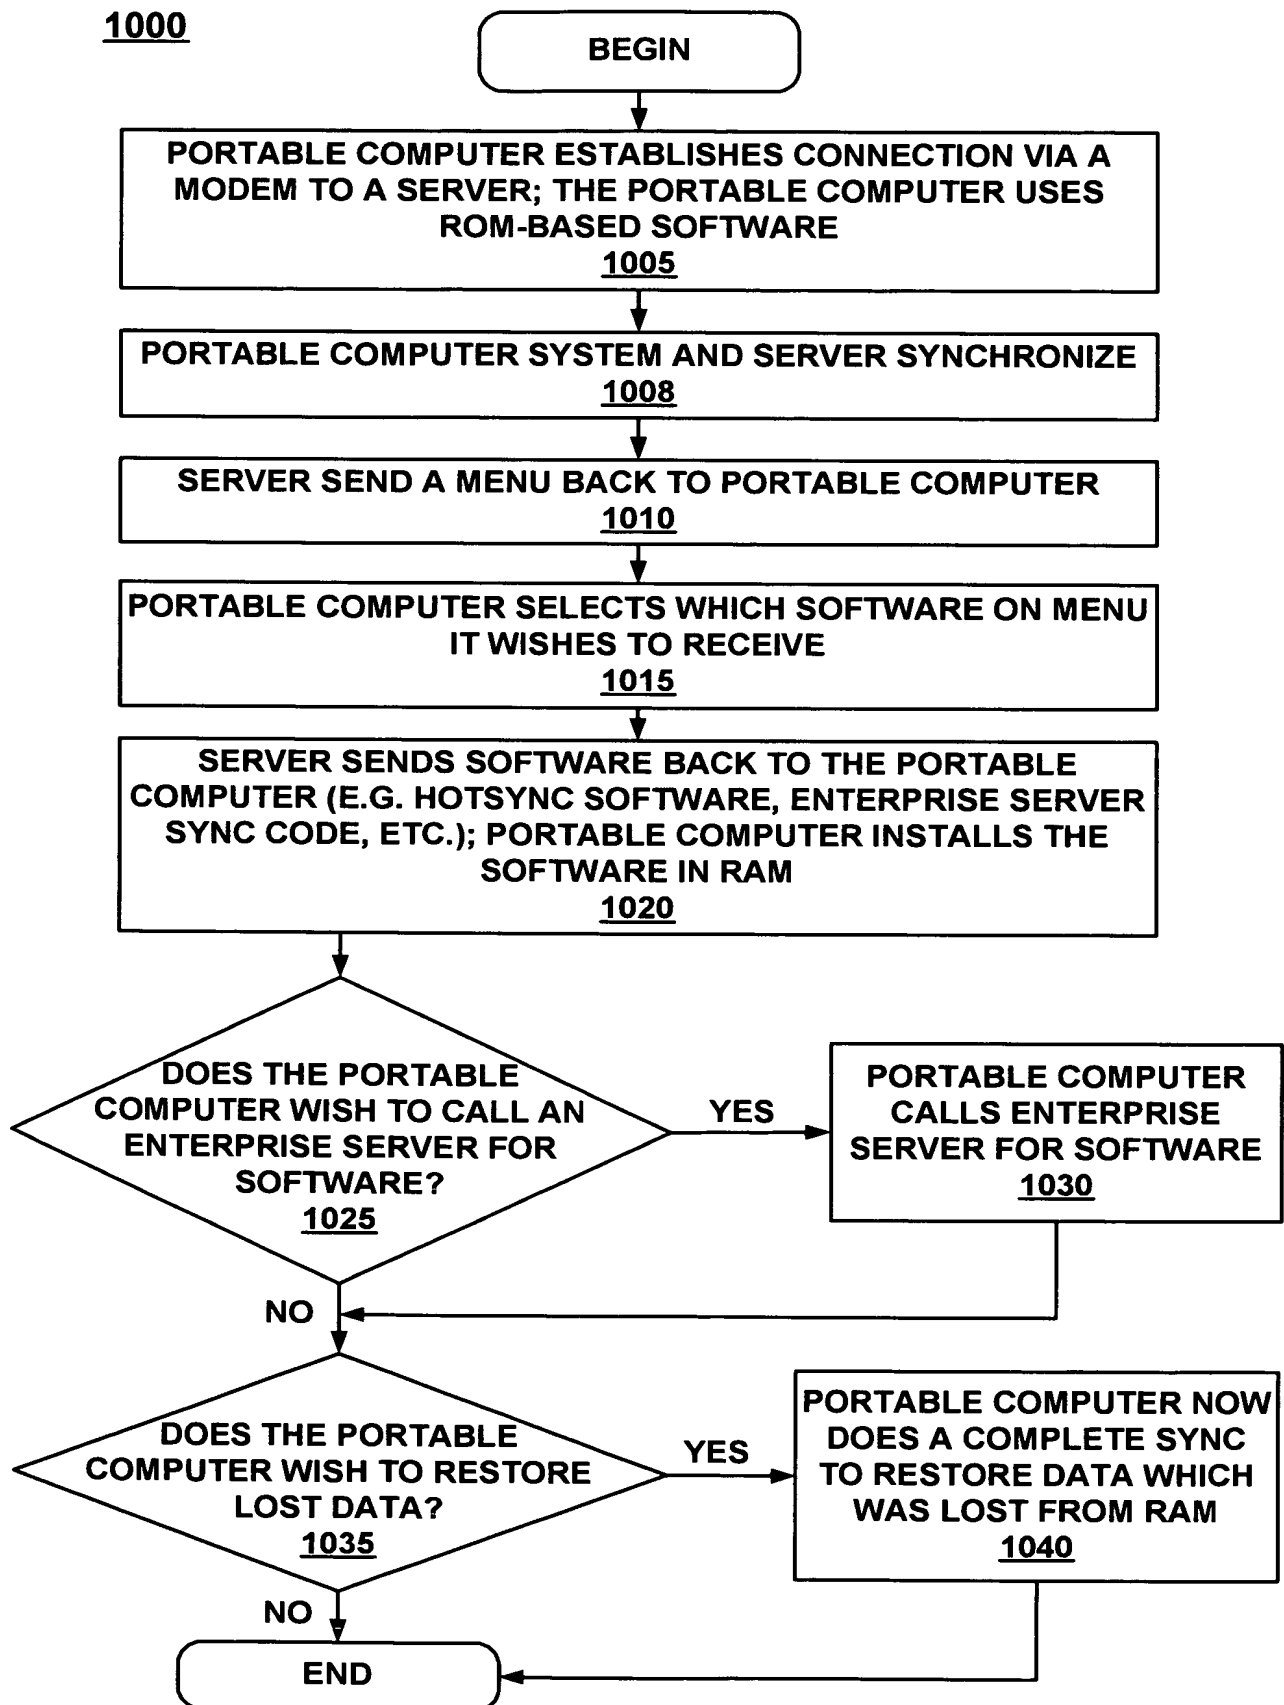 1000
BEGIN
PORTABLE COMPUTER ESTABLISHES CONNECTION VIA A
MODEM TO A SERVER; THE PORTABLE COMPUTER USES
ROM-BASED SOFTWARE
1005
PORTABLE COMPUTER SYSTEM AND SERVER SYNCHRONIZE
1008
SERVER SEND A MENU BACK TO PORTABLE COMPUTER
1010
PORTABLE COMPUTER SELECTS WHICH SOFTWARE ON MENU
IT WISHES TO RECEIVE
1015
SERVER SENDS SOFTWARE BACK TO THE PORTABLE
COMPUTER (E.G. HOTSYNC SOFTWARE, ENTERPRISE SERVER
SYNC CODE, ETC.); PORTABLE COMPUTER INSTALLS THE
SOFTWARE IN RAM
1020
DOES THE PORTABLE
COMPUTER WISH TO CALL AN
ENTERPRISE SERVER FOR
SOFTWARE?
1025
YES
PORTABLE COMPUTER
CALLS ENTERPRISE
SERVER FOR SOFTWARE
1030
NO
DOES THE PORTABLE
COMPUTER WISH TO RESTORE
LOST DATA?
1035
YES
PORTABLE COMPUTER NOW
DOES A COMPLETE SYNC
TO RESTORE DATA WHICH
WAS LOST FROM RAM
1040
NO
END